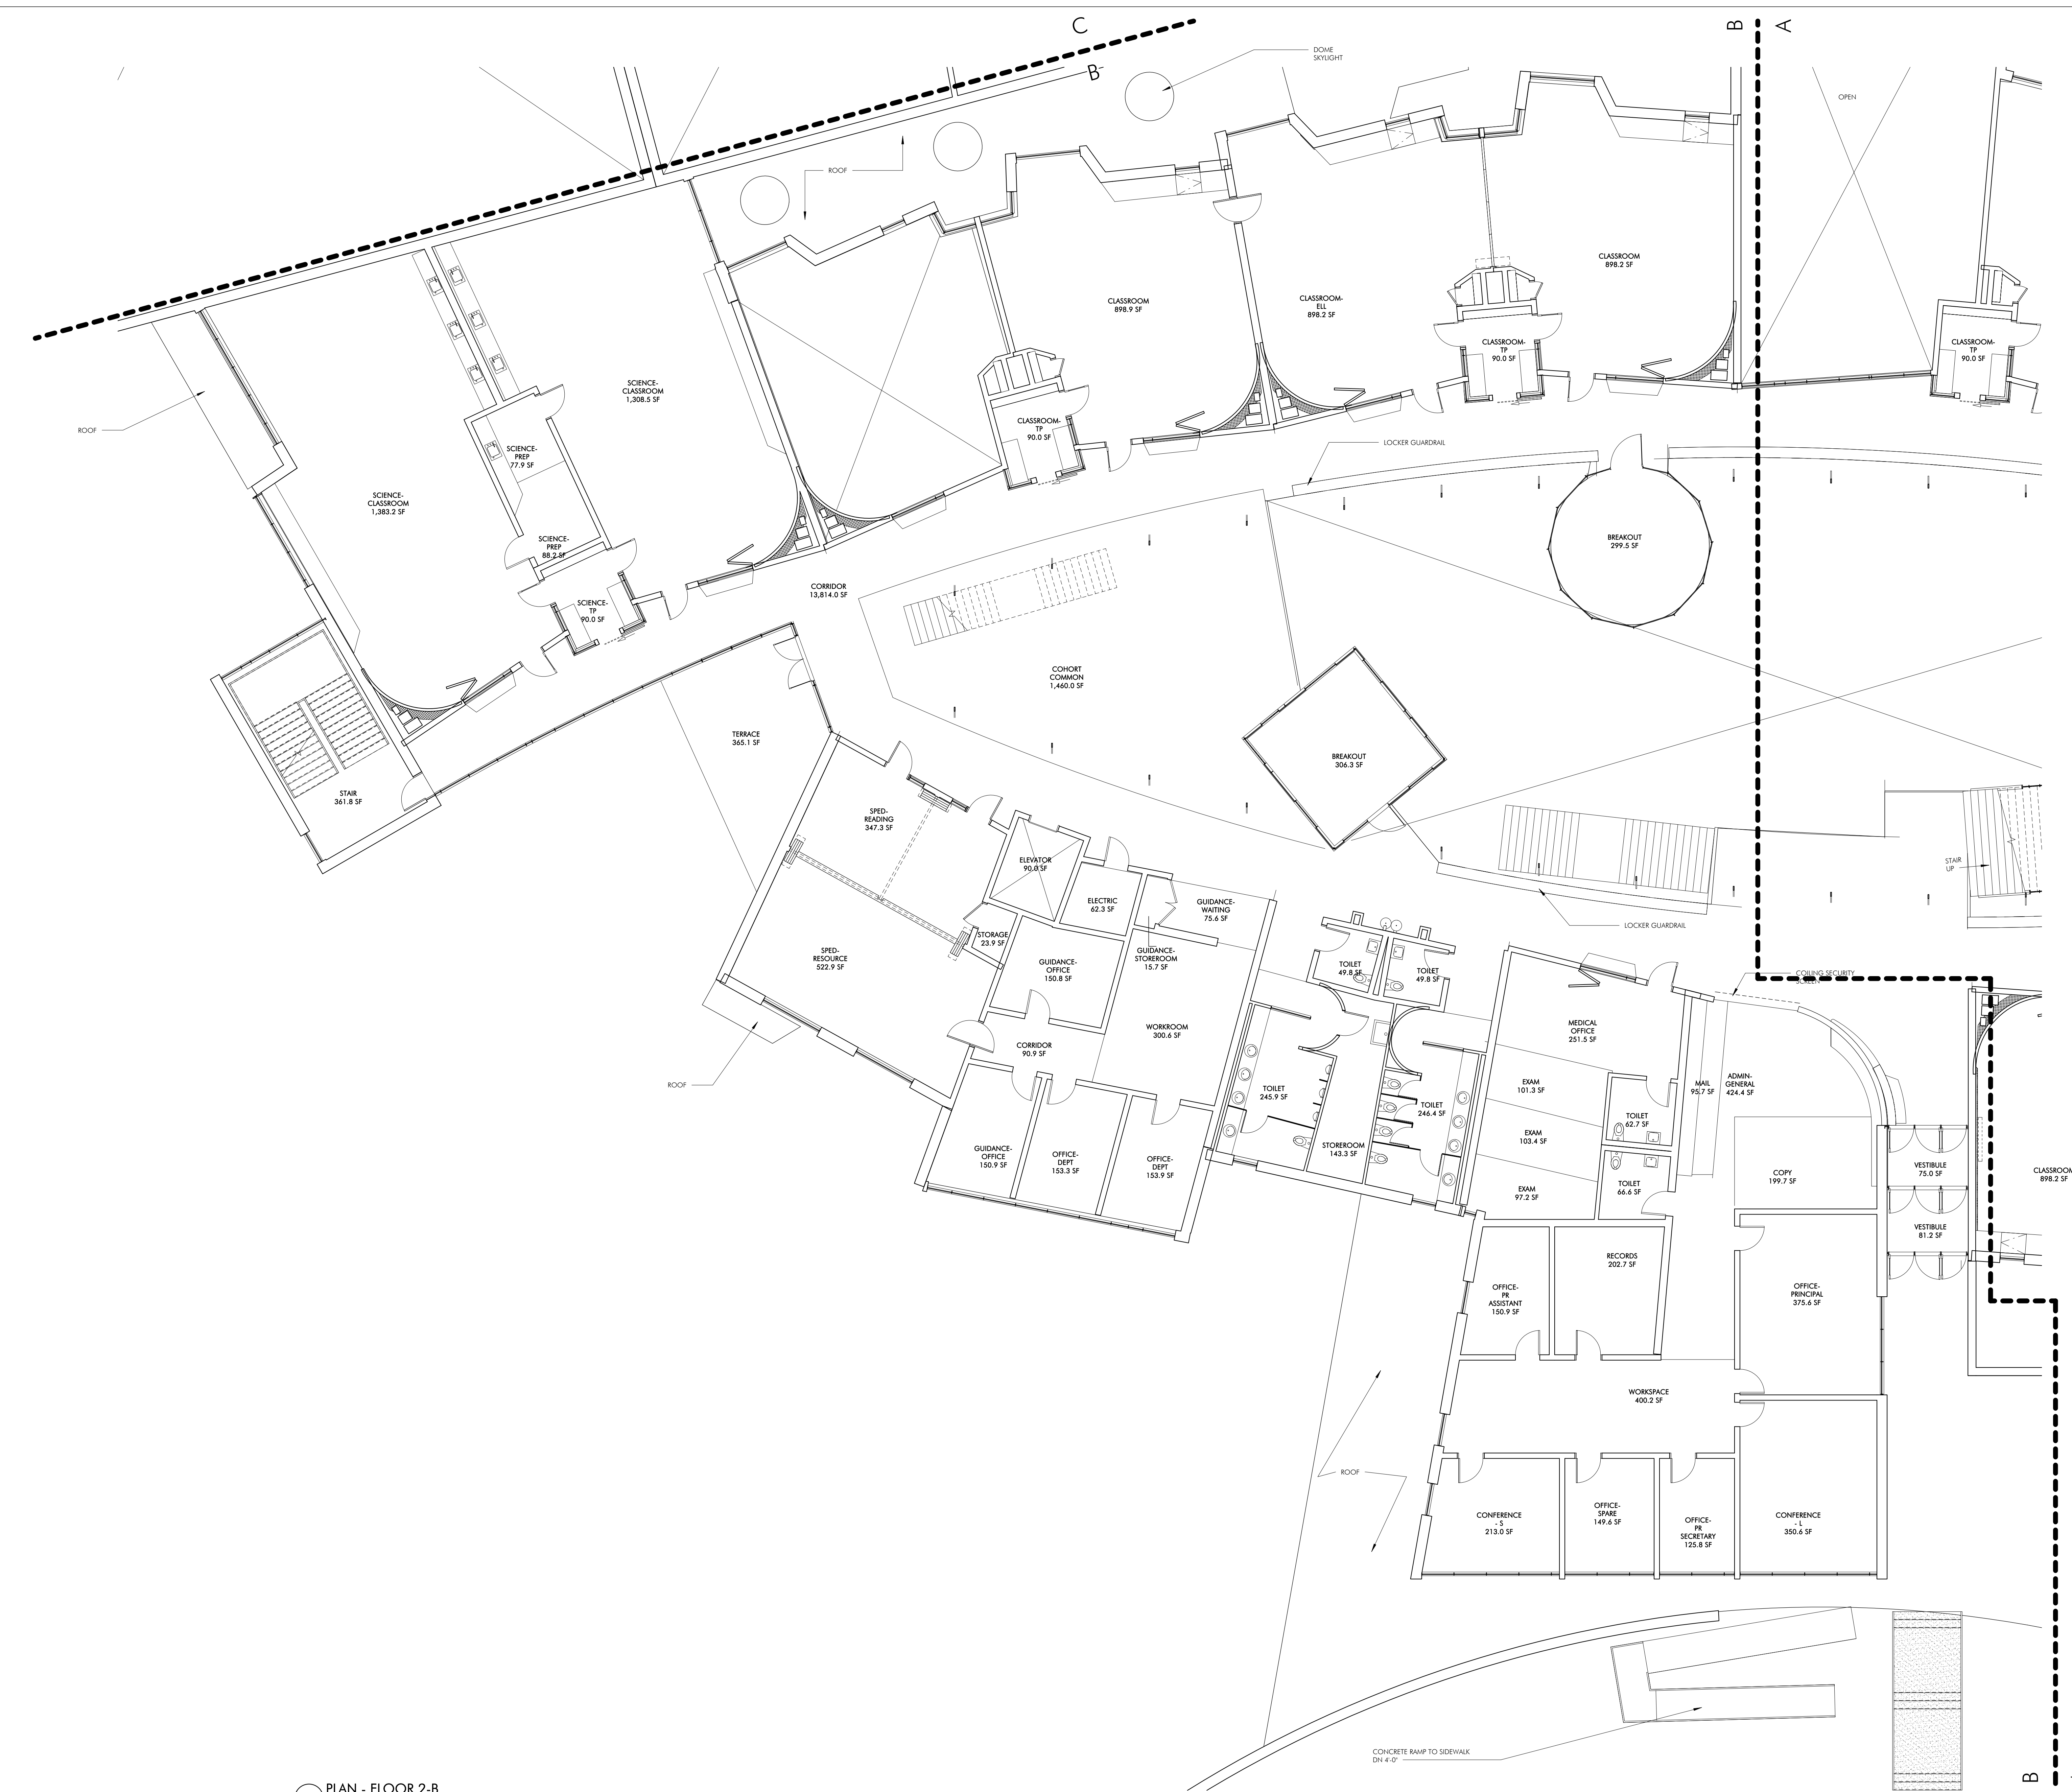 C
B
B
A
DOME
SKYLIGHT
OPEN
ROOF
CLASSROOM
898.2 SF
CLASSROOM
898.9 SF
CLASSROOM-
ELL
898.2 SF
CLASSROOM-
TP
90.0 SF
CLASSROOM-
TP
90.0 SF
SCIENCE-
CLASSROOM
1,308.5 SF
ROOF
CLASSROOM-
TP
90.0 SF
LOCKER GUARDRAIL
SCIENCE-
PREP
77.9 SF
SCIENCE-
CLASSROOM
1,383.2 SF
SCIENCE-
PREP
88.2 SF
BREAKOUT
299.5 SF
CORRIDOR
13,814.0 SF
SCIENCE-
TP
90.0 SF
COHORT
COMMON
1,460.0 SF
TERRACE
365.1 SF
BREAKOUT
306.3 SF
STAIR
361.8 SF
SPED-
READING
347.3 SF
ELEVATOR
90.0 SF
STAIR
UP
ELECTRIC
62.3 SF
GUIDANCE-
WAITING
75.6 SF
LOCKER GUARDRAIL
STORAGE
23.9 SF
SPED-
RESOURCE
522.9 SF
GUIDANCE-
OFFICE
150.8 SF
GUIDANCE-
STOREROOM
15.7 SF
TOILET
49.8 SF
TOILET
49.8 SF
COILING SECURITY
SCREEN
WORKROOM
300.6 SF
MEDICAL
OFFICE
251.5 SF
CORRIDOR
90.9 SF
ROOF
TOILET
245.9 SF
TOILET
246.4 SF
EXAM
101.3 SF
MAIL
95.7 SF
ADMIN-
GENERAL
424.4 SF
TOILET
62.7 SF
EXAM
103.4 SF
STOREROOM
143.3 SF
GUIDANCE-
OFFICE
150.9 SF
OFFICE-
DEPT
153.3 SF
OFFICE-
DEPT
153.9 SF
EXAM
97.2 SF
TOILET
66.6 SF
COPY
199.7 SF
VESTIBULE
75.0 SF
CLASSROOM
898.2 SF
VESTIBULE
81.2 SF
RECORDS
202.7 SF
OFFICE-
PR
ASSISTANT
150.9 SF
OFFICE-
PRINCIPAL
375.6 SF
WORKSPACE
400.2 SF
ROOF
CONFERENCE
- S
213.0 SF
OFFICE-
SPARE
149.6 SF
OFFICE-
PR
SECRETARY
125.8 SF
CONFERENCE
- L
350.6 SF
CONCRETE RAMP TO SIDEWALK
DN 4'-0"
B
PLAN - FLOOR 2-B